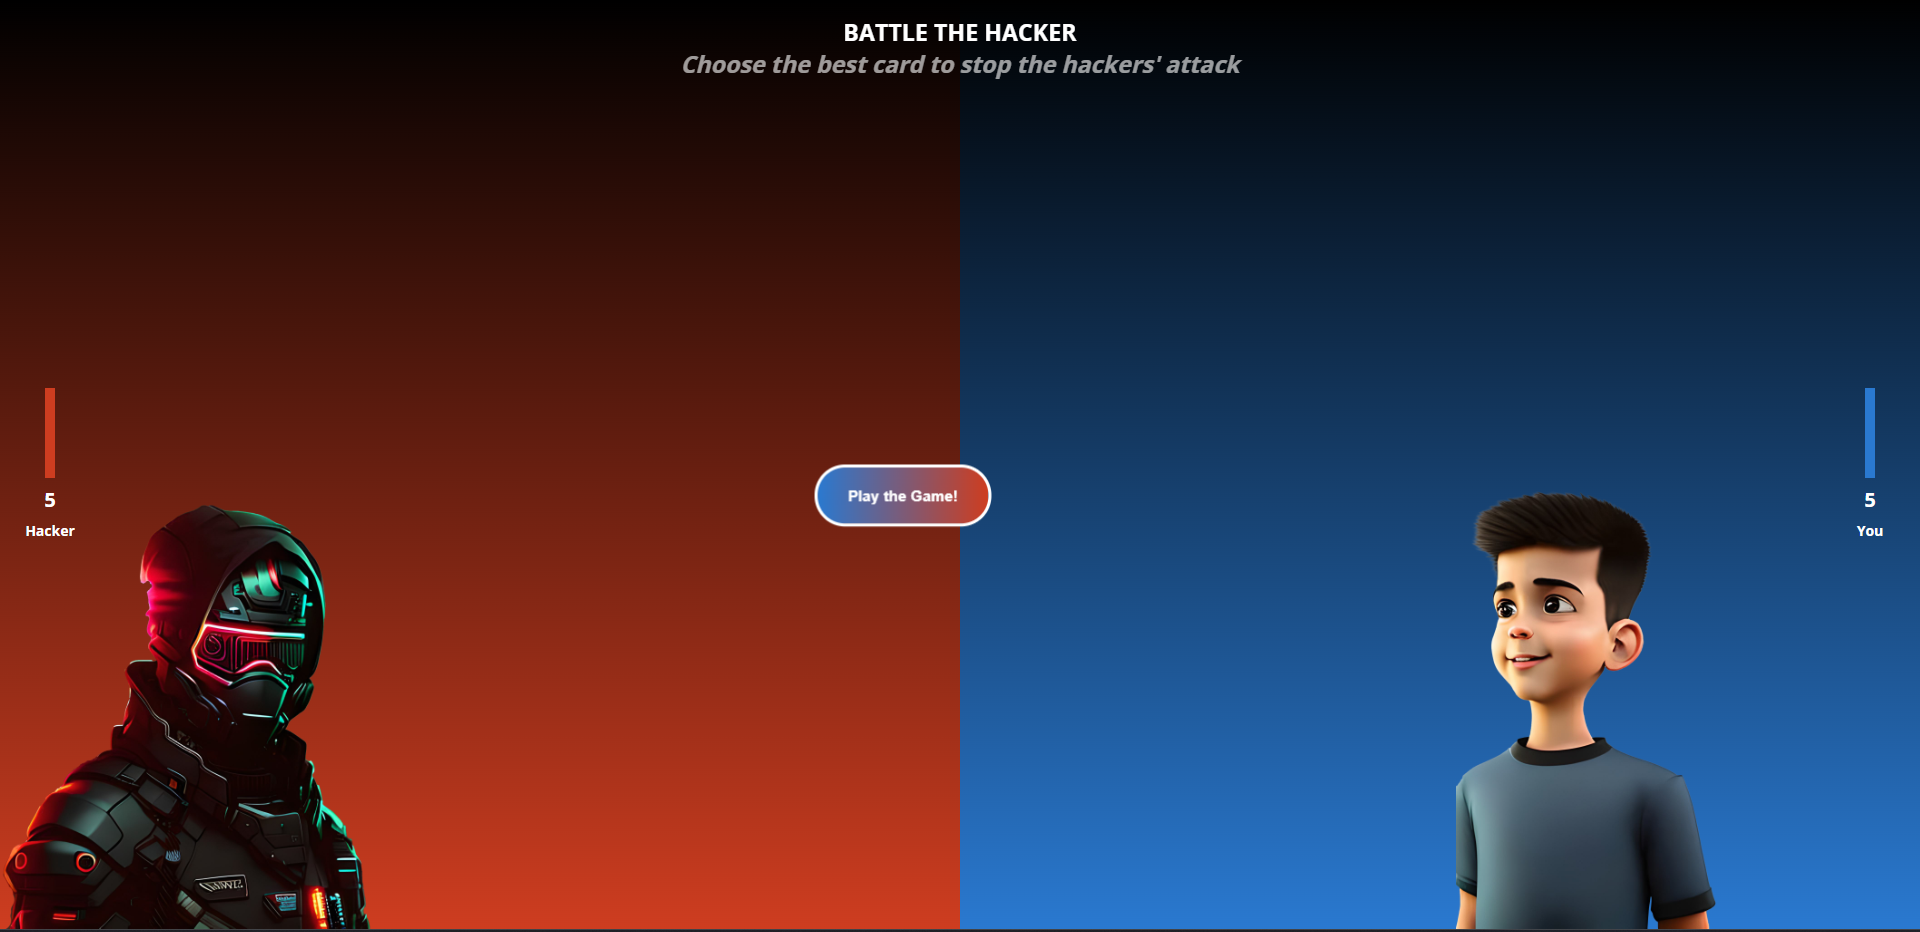 BATTLE THE HACKER
Choose the best card to stop the hackers' attack
5
Hacker
Play the Game!
5
You